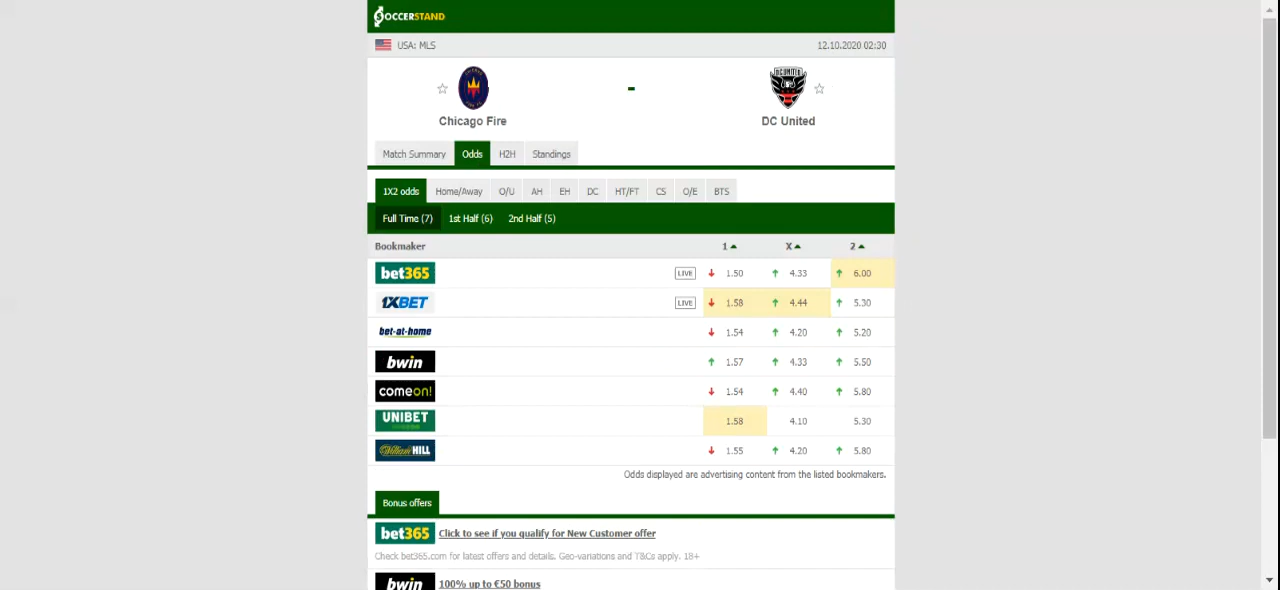 SOCCERSTAND
USA: MLS 12.10.2020 02:30
-
Chicago Fire DC United
Match Summary Odds H2H Standings
1X2 odds Home/Away O/U AH EH DC HT/FT CS O/E BTS
Full Time (7) 1st Half (6) 2nd Half (5)
Bookmaker 1 X 2
bet365 LIVE 1.50 4.33 6.00
1XBET LIVE 1.58 4.44 5.30
bet-at-home 1.54 4.20 5.20
bwin 1.57 4.33 5.50
comeon! 1.54 4.40 5.80
UNIBET 1.58 4.10 5.30
William HILL 1.55 4.20 5.80
Odds displayed are advertising content from the listed bookmakers.
Bonus offers
bet365 Click to see if you qualify for New Customer offer
Check bet365.com for latest offers and details. Geo-variations and T&Cs apply. 18+
bwin 100% up to €50 bonus